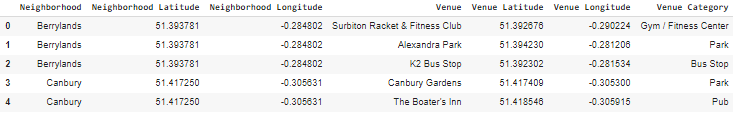 Neighborhood Neighborhood Latitude Neighborhood Longitude Venue Venue Latitude Venue Longitude Venue Category
0 Berrylands 51.393781 -0.284802 Surbiton Racket & Fitness Club 51.392676 -0.290224 Gym / Fitness Center
1 Berrylands 51.393781 -0.284802 Alexandra Park 51.394230 -0.281206 Park
2 Berrylands 51.393781 -0.284802 K2 Bus Stop 51.392302 -0.281534 Bus Stop
3 Canbury 51.417250 -0.305631 Canbury Gardens 51.417409 -0.305300 Park
4 Canbury 51.417250 -0.305631 The Boater's Inn 51.418546 -0.305915 Pub